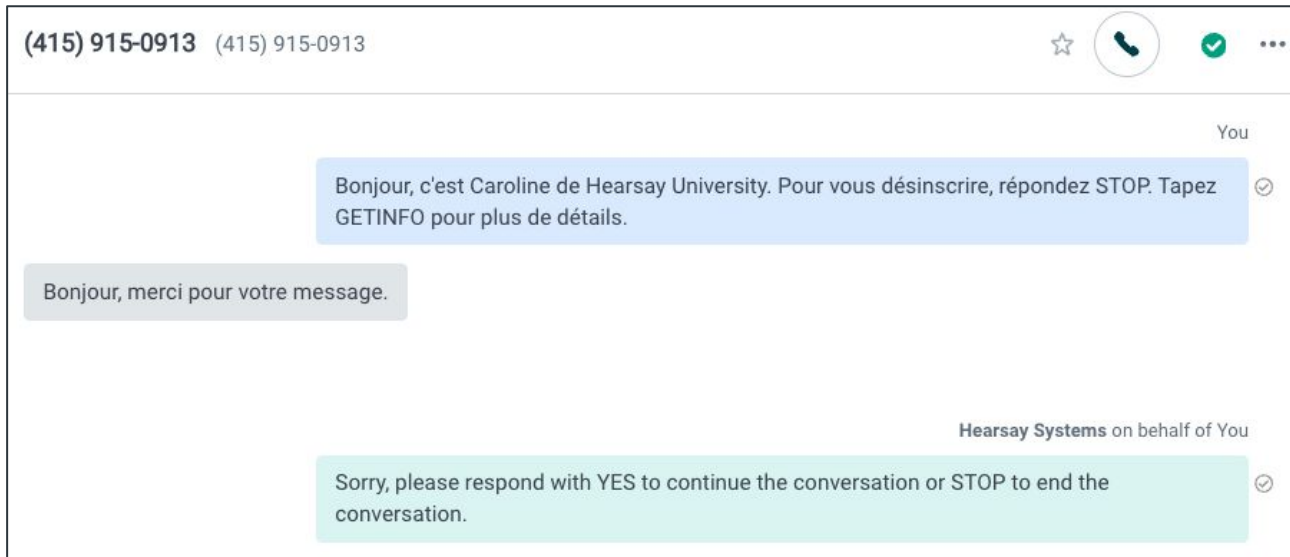 (415) 915-0913 (415) 915-0913
You
Bonjour, c'est Caroline de Hearsay University. Pour vous désinscrire, répondez STOP. Tapez
GETINFO pour plus de détails.
Bonjour, merci pour votre message.
Hearsay Systems on behalf of You
Sorry, please respond with YES to continue the conversation or STOP to end the
conversation.